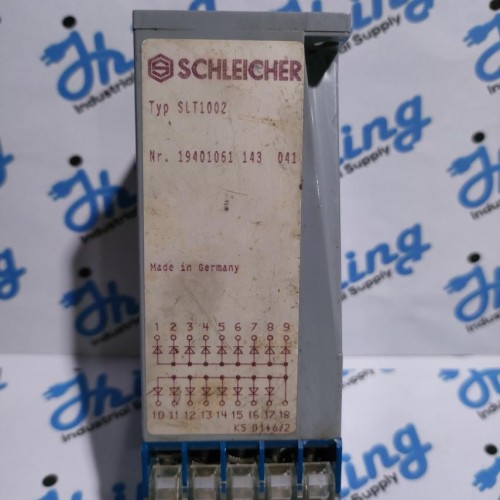 SCHLEICHER
Typ SLT1002
Nr. 19401061 143 041
Made in Germany
1 2 3 4 5 6 7 8 9
10 11 12 13 14 15 16 17 18
KS 0146/2
Jhoing
Industrial Supply